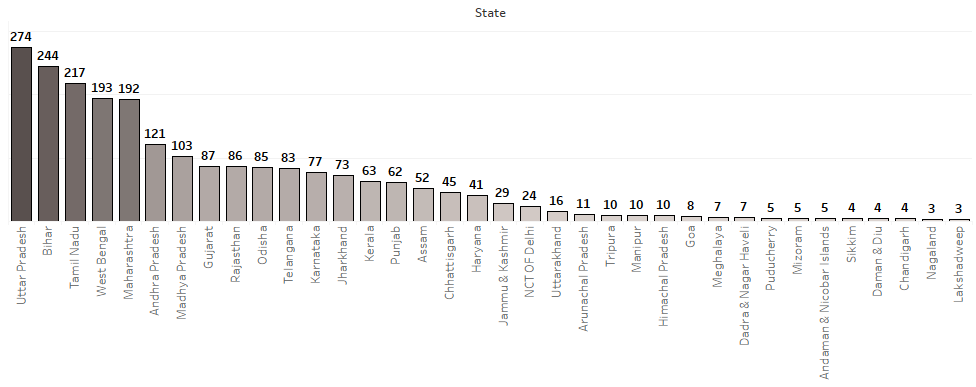 State
274
244
217
193
192
121
103
87
86
85
83
77
73
63
62
52
45
41
29
24
16
11
10
10
10
8
7
7
5
5
5
4
4
4
3
3
Uttar Pradesh
Bihar
Tamil Nadu
West Bengal
Maharashtra
Andhra Pradesh
Madhya Pradesh
Gujarat
Rajasthan
Odisha
Telangana
Karnataka
Jharkhand
Kerala
Punjab
Assam
Chhattisgarh
Haryana
Jammu & Kashmir
NCT OF Delhi
Uttarakhand
Arunachal Pradesh
Tripura
Manipur
Himachal Pradesh
Goa
Meghalaya
Dadra & Nagar Haveli
Puducherry
Mizoram
Andaman & Nicobar Islands
Sikkim
Daman & Diu
Chandigarh
Nagaland
Lakshadweep